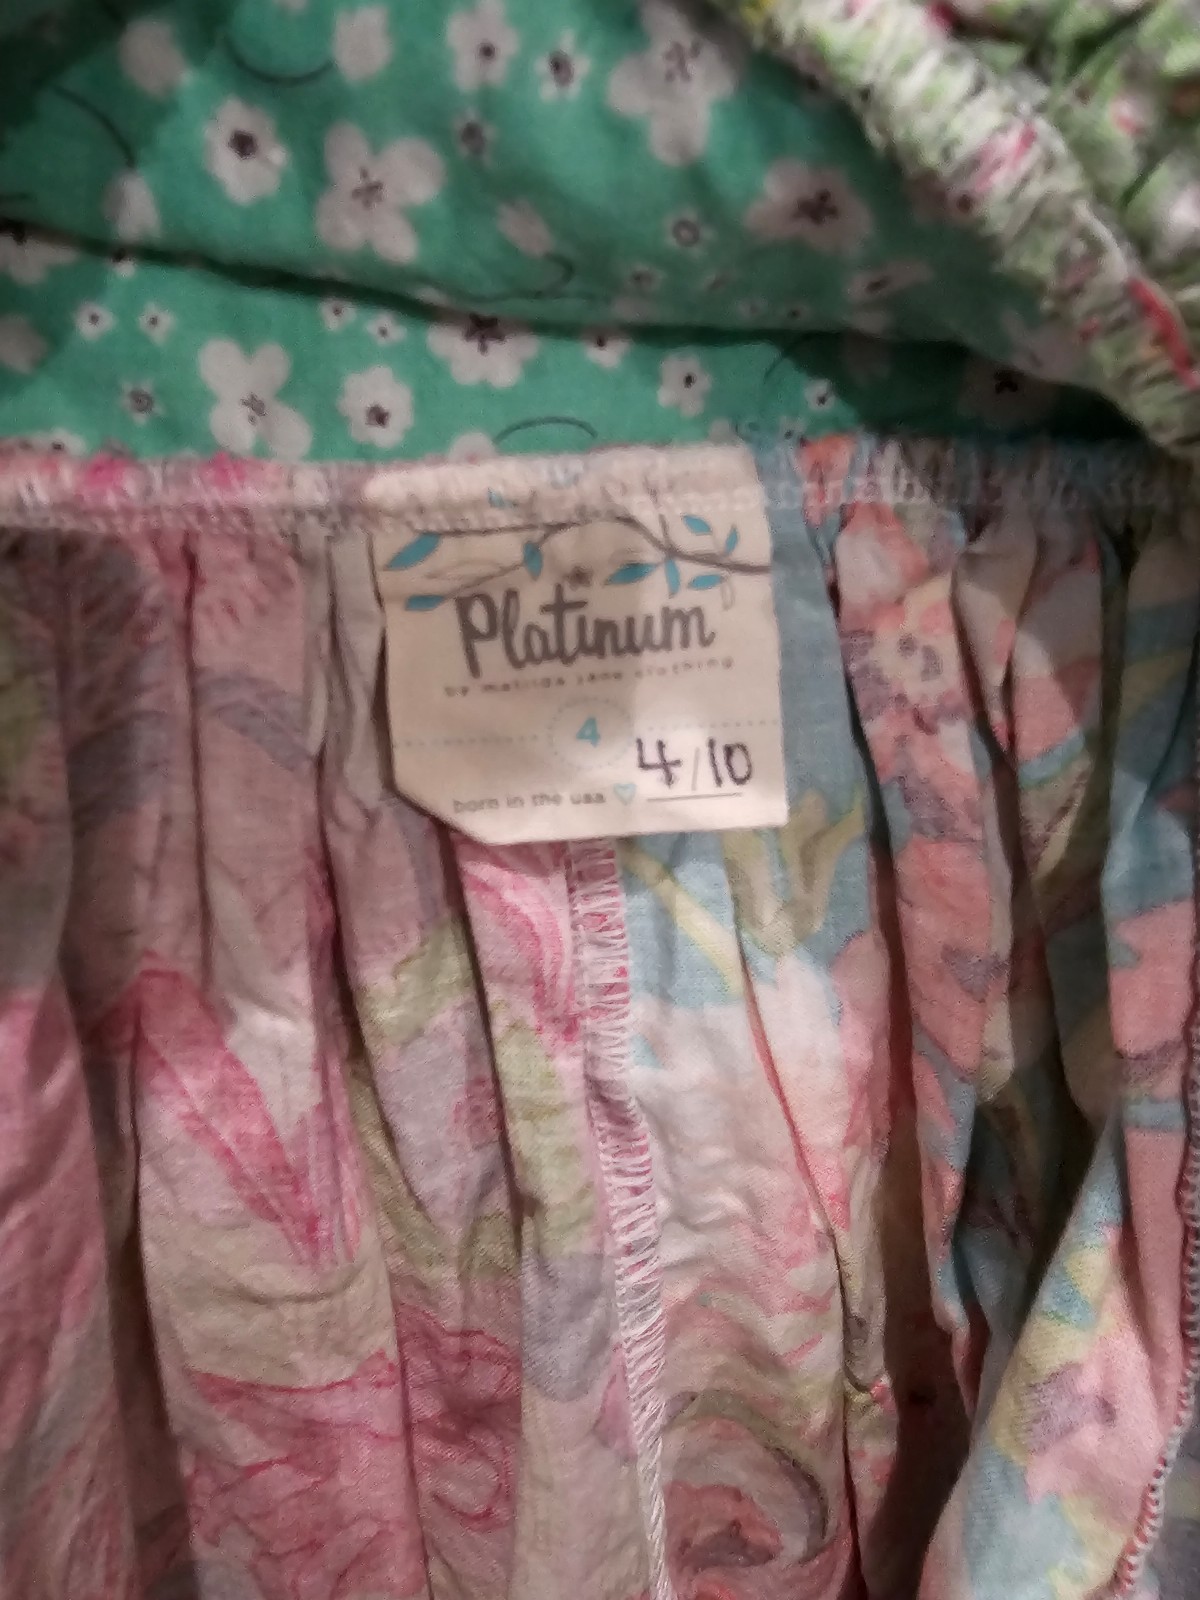 Platinum
by matilda jane clothing
4
4/10
born in the usa